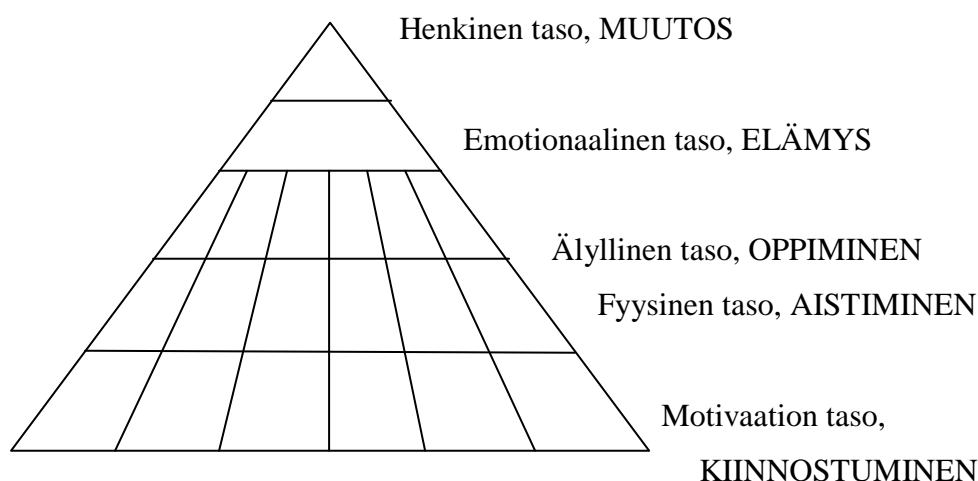 Henkinen taso, MUUTOS
Emotionaalinen taso, ELÄMYS
Älyllinen taso, OPPIMINEN
Fyysinen taso, AISTIMINEN
Motivaation taso,
KIINNOSTUMINEN